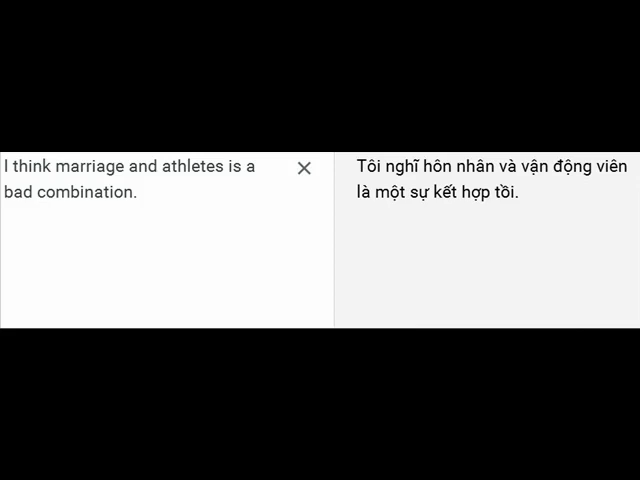 I think marriage and athletes is a
bad combination.
Tôi nghĩ hôn nhân và vận động viên
là một sự kết hợp tồi.